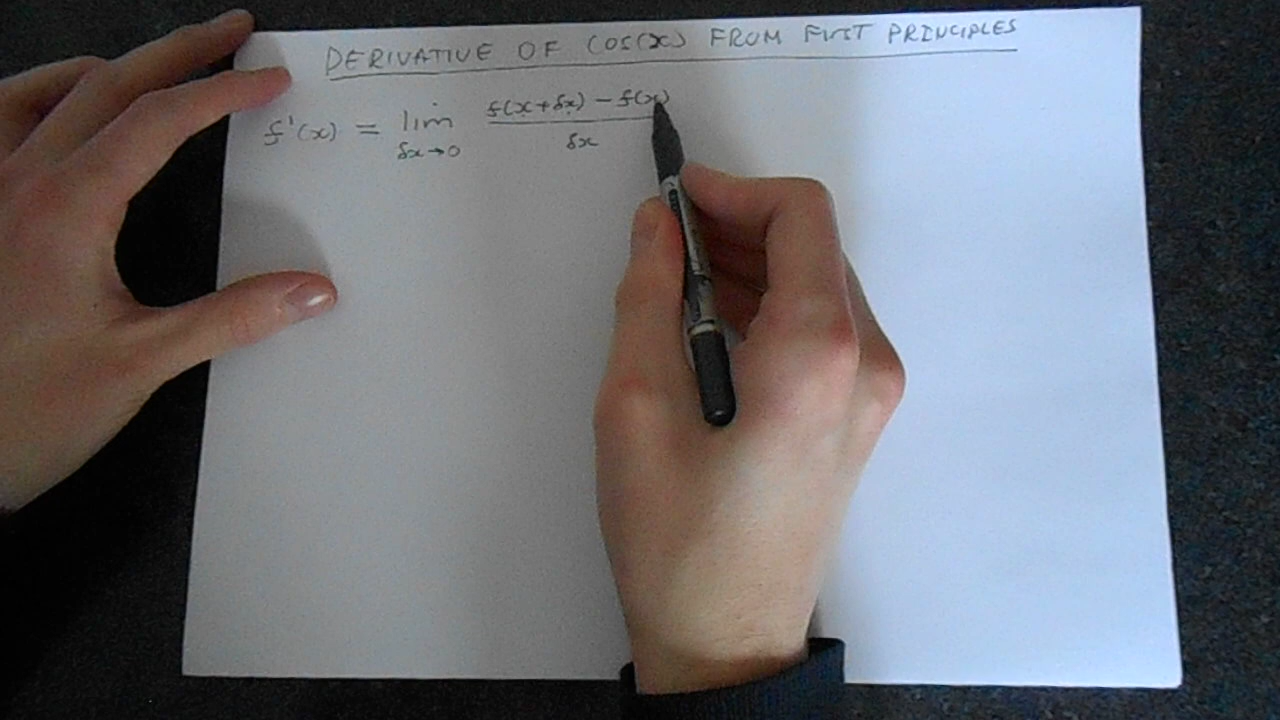 DERIVATIVE OF COS(x) FROM FIRST PRINCIPLES
f'(x) = lim δx→0 f(x+δx) - f(x) / δx